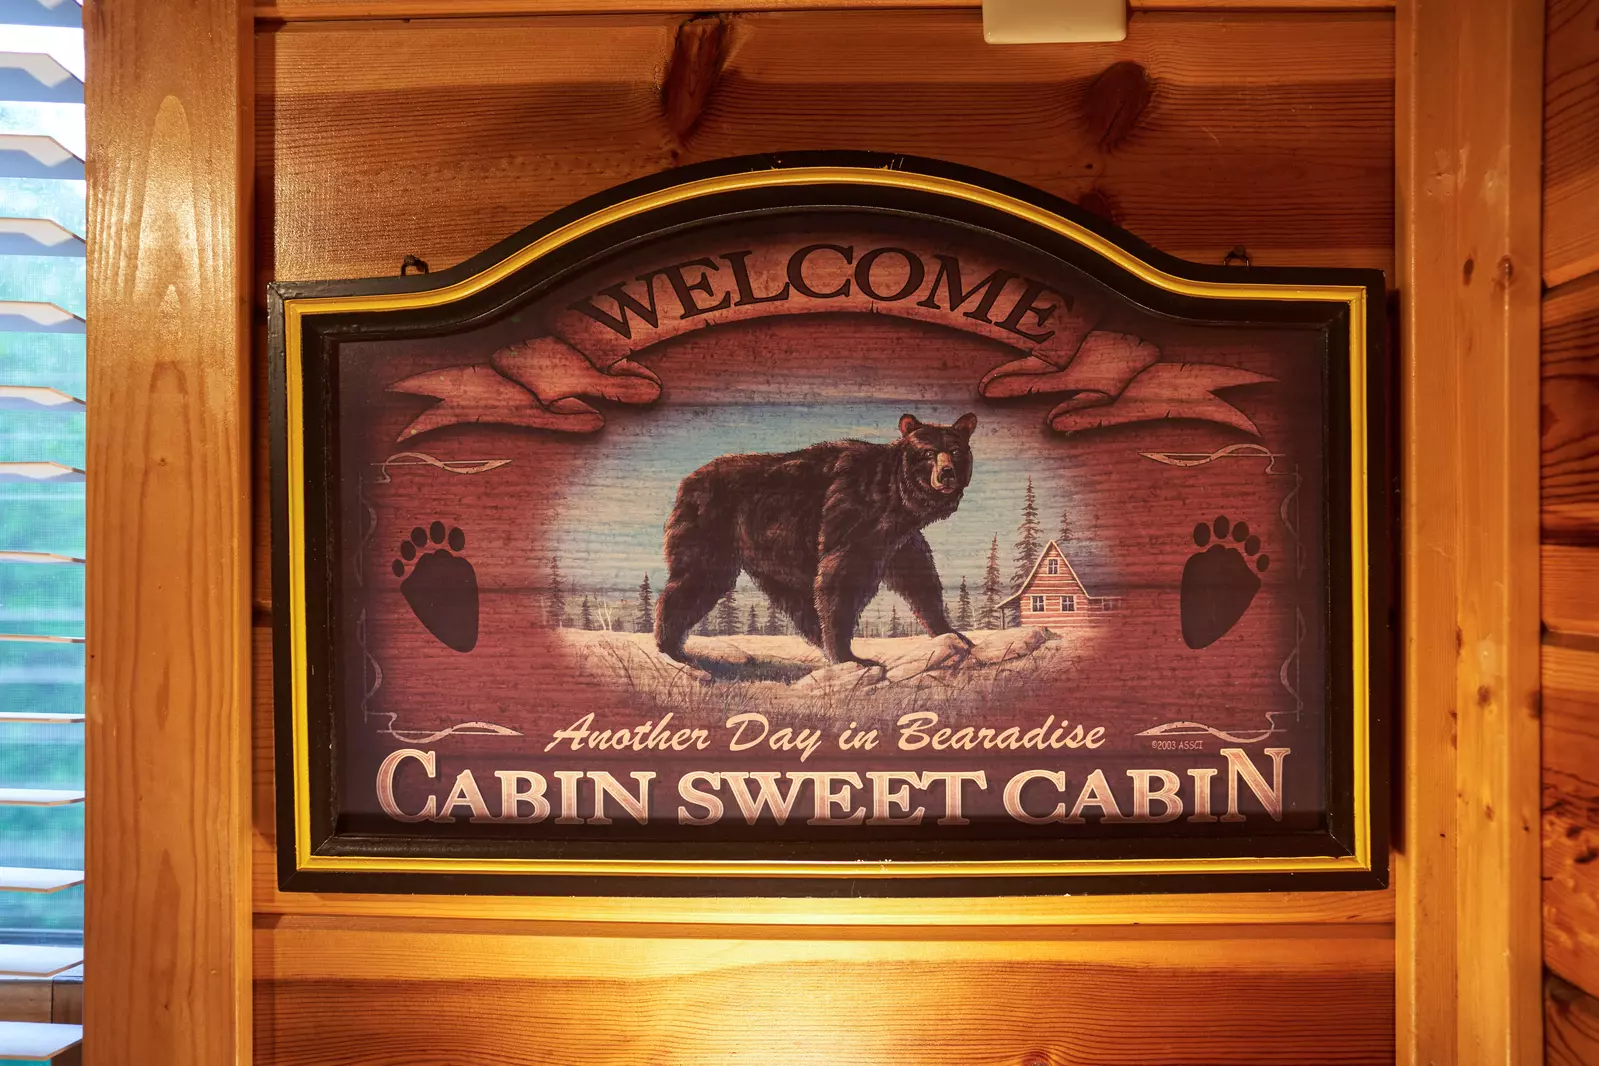 WELCOME
Another Day in Bearadise
©2003 ASSCI
CABIN SWEET CABIN